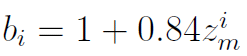 b_i = 1 + 0.84z_m^i